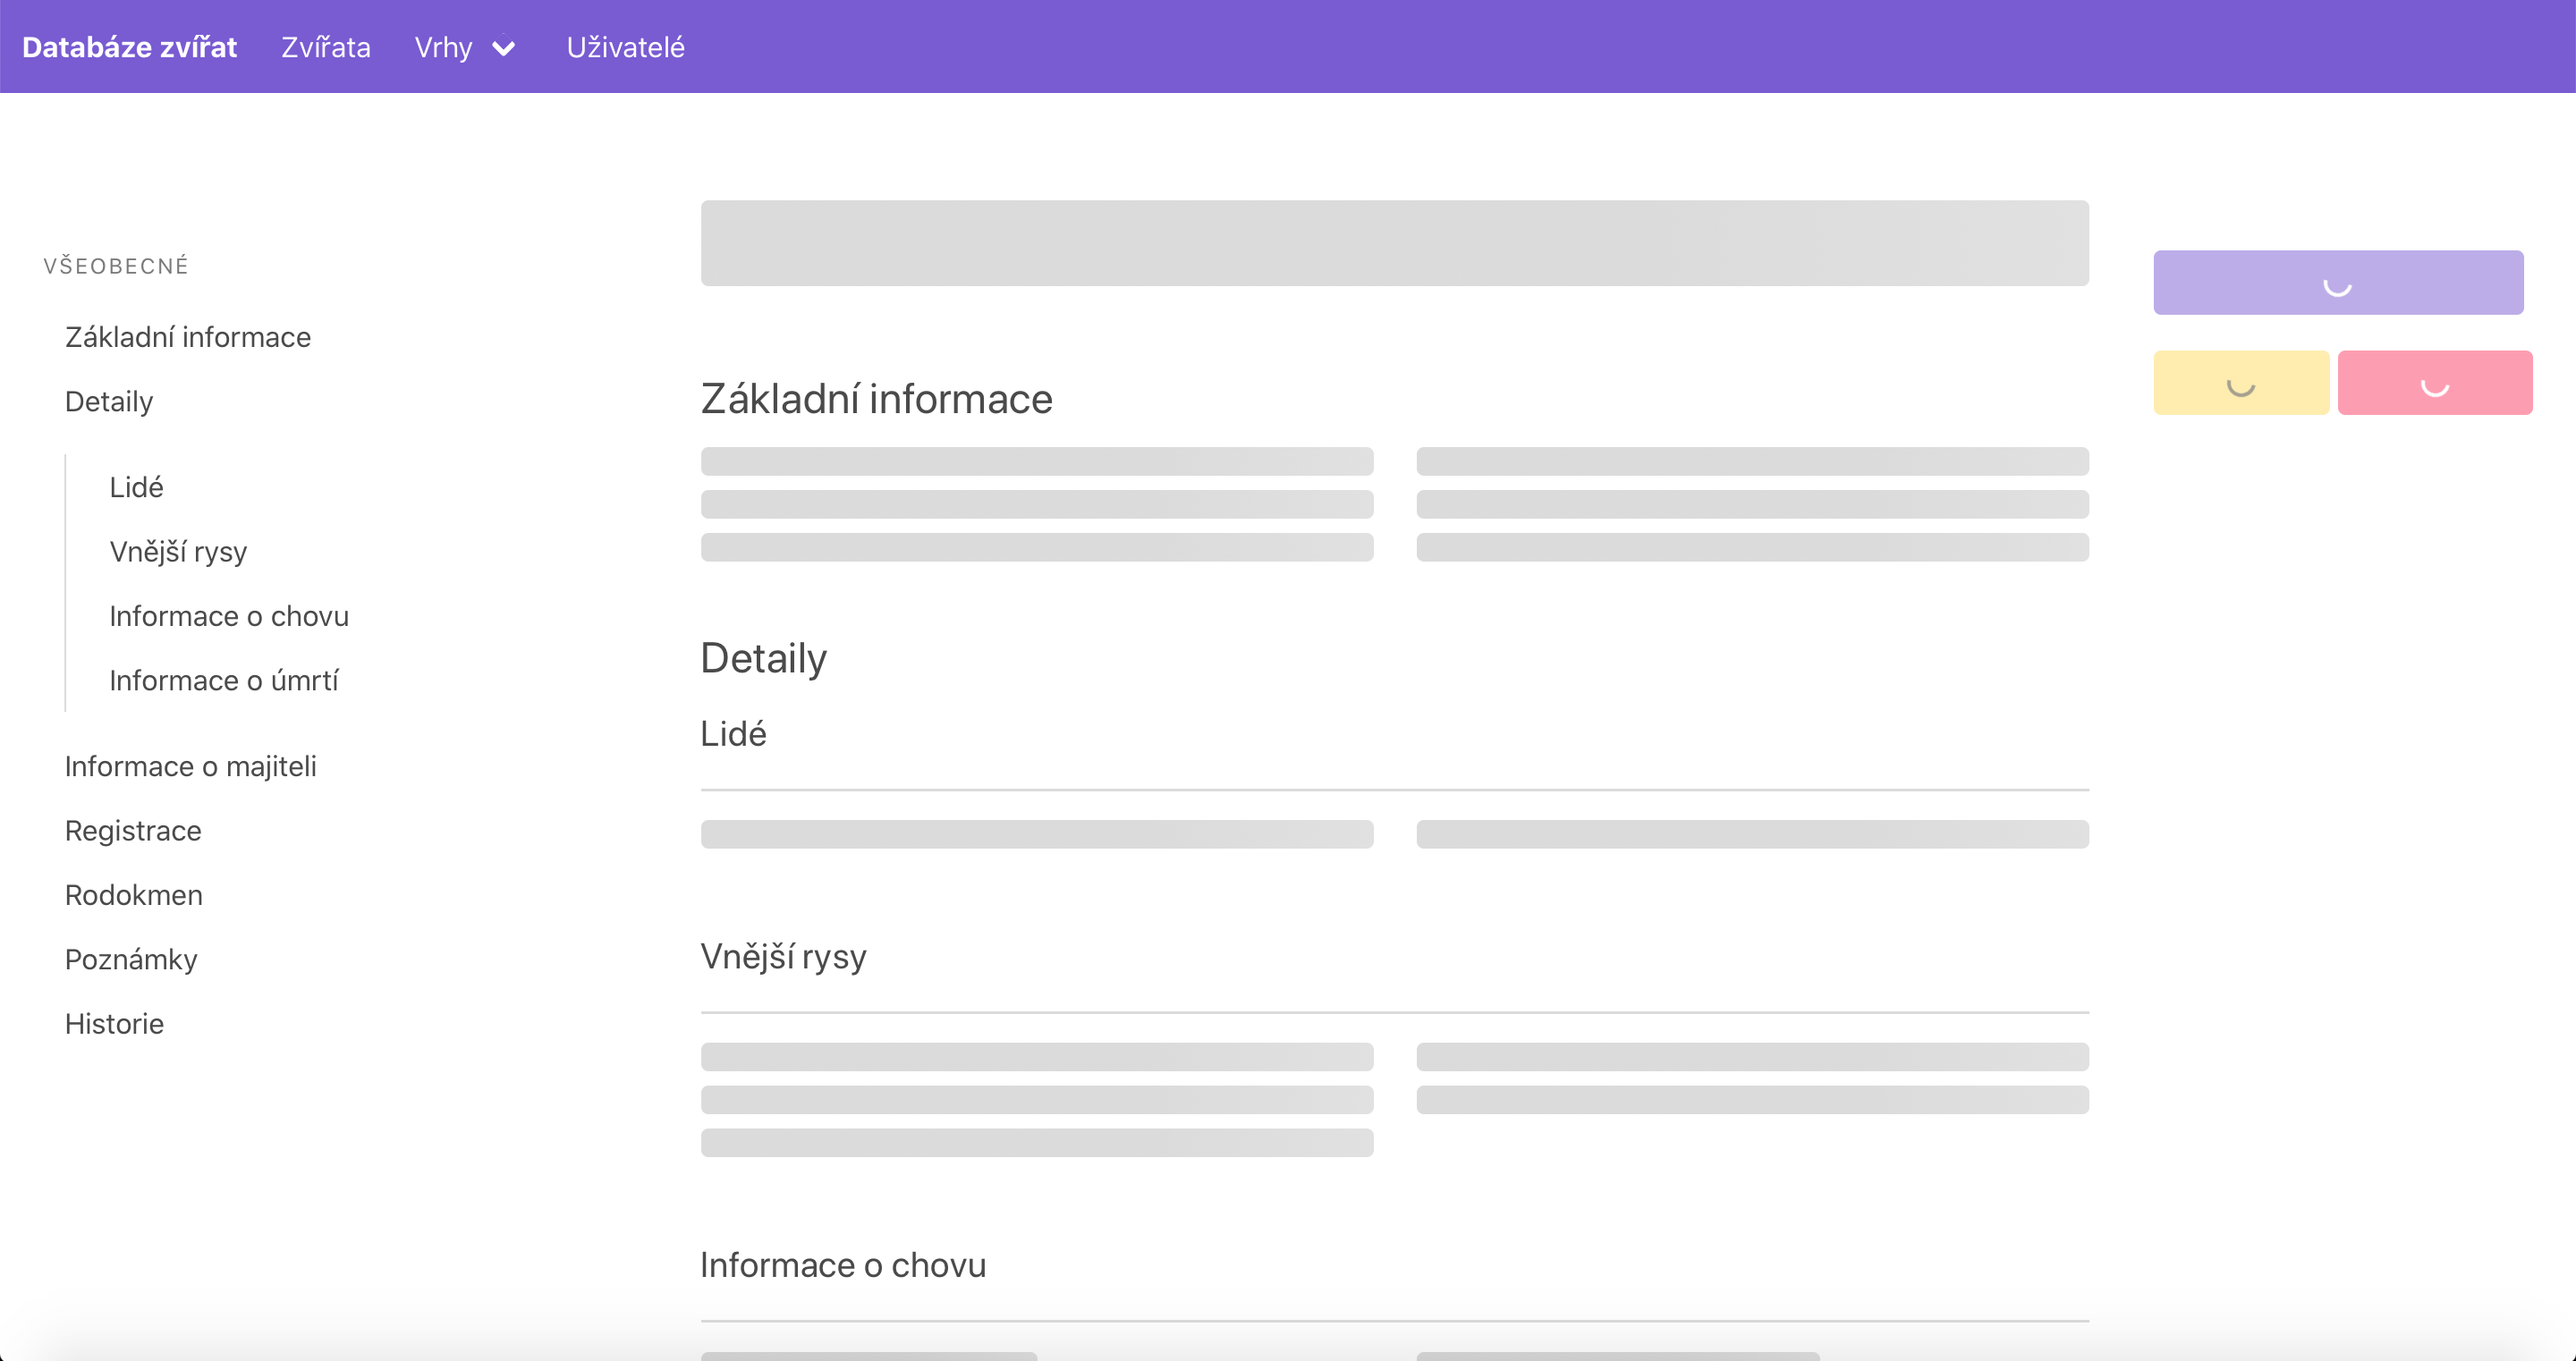 Databáze zvířat Zvířata Vrhy Uživatelé
VŠEOBECNÉ
Základní informace
Detaily
Lidé
Vnější rysy
Informace o chovu
Informace o úmrtí
Informace o majiteli
Registrace
Rodokmen
Poznámky
Historie
Základní informace
Detaily
Lidé
Vnější rysy
Informace o chovu